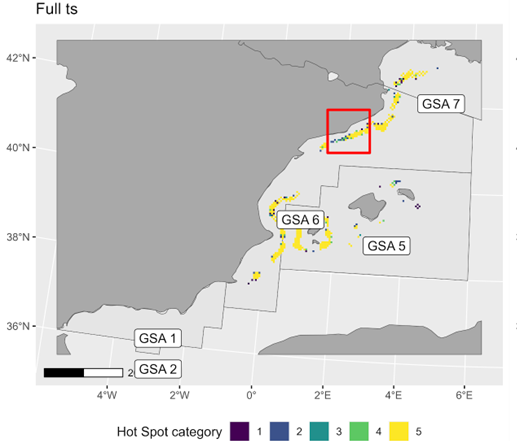 Full ts
42°N
GSA 7
40°N
GSA 6
38°N
GSA 5
36°N
GSA 1
2
GSA 2
4°W 2°W 0° 2°E 4°E 6°E
Hot Spot category 1 2 3 4 5